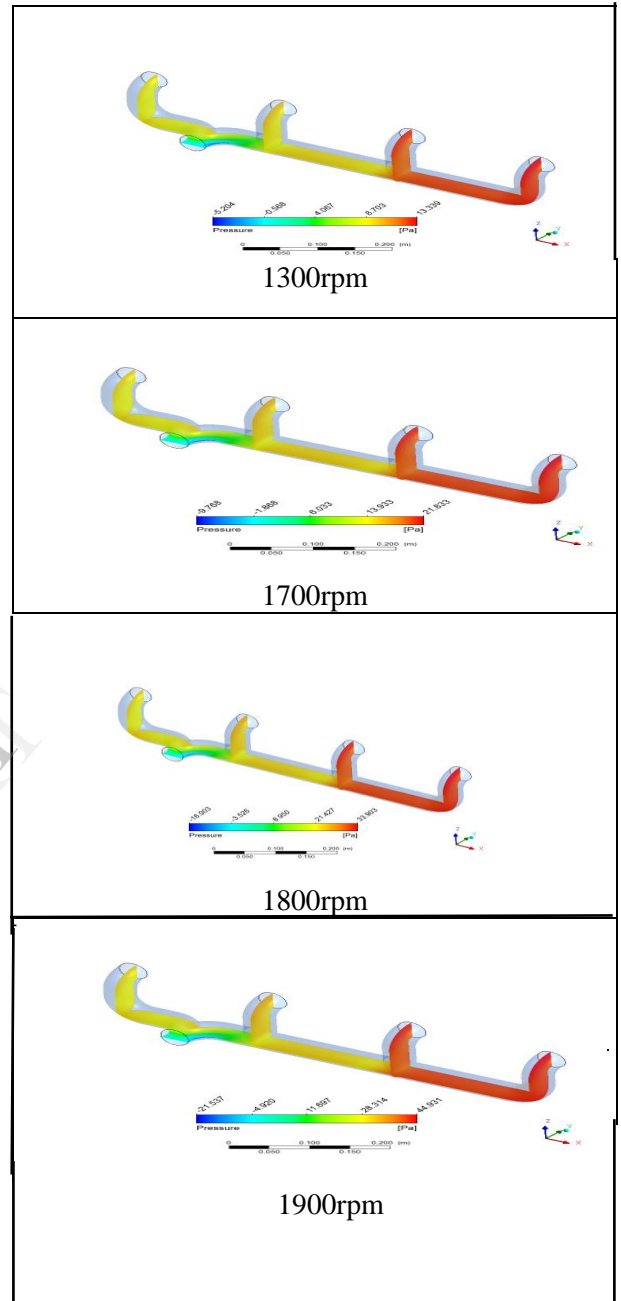 -5.204 -0.568 4.067 8.703 13.339
Pressure [Pa]
0 0.100 0.200 (m)
0.050 0.150
Z Y X
1300rpm
-9.768 -1.868 6.033 13.933 21.833
Pressure [Pa]
0 0.100 0.200 (m)
0.050 0.150
Z Y X
1700rpm
-3.526 8.950 21.427 33.903
Pressure [Pa]
0 0.100 0.200 (m)
0.050 0.150
Z Y X
1800rpm
-21.537 -4.920 11.697 28.314 44.931
Pressure [Pa]
0 0.100 0.200 (m)
0.050 0.150
Z Y X
1900rpm